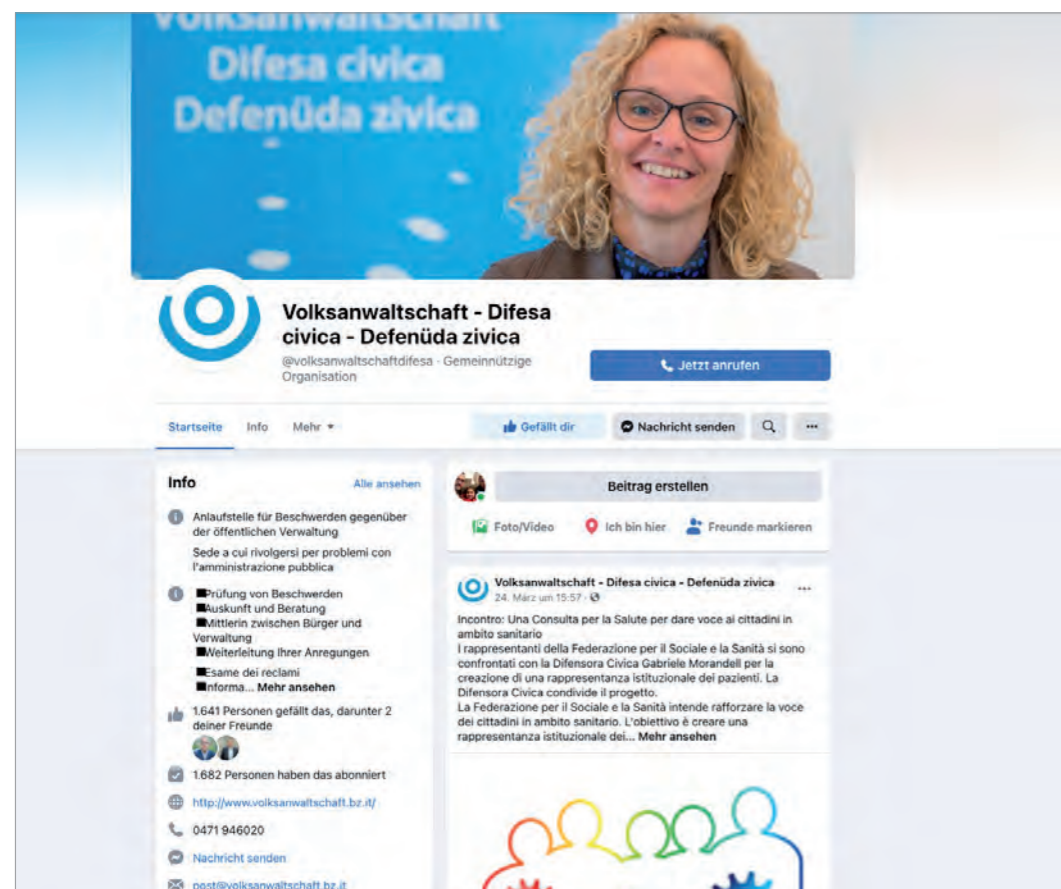 Volksanwaltschaft
Difesa civica
Defenüda zivica
Volksanwaltschaft - Difesa
civica - Defenüda zivica
@volksanwaltschaftdifesa · Gemeinnützige
Organisation
Jetzt anrufen
Startseite Info Mehr
Gefällt dir
Nachricht senden
Info
Alle ansehen
Anlaufstelle für Beschwerden gegenüber
der öffentlichen Verwaltung
Sede a cui rivolgersi per problemi con
l'amministrazione pubblica
Prüfung von Beschwerden
Auskunft und Beratung
Mittlerin zwischen Bürger und
Verwaltung
Weiterleitung Ihrer Anregungen
Esame dei reclami
Informa... Mehr ansehen
1.641 Personen gefällt das, darunter 2
deiner Freunde
1.682 Personen haben das abonniert
http://www.volksanwaltschaft.bz.it/
0471 946020
Nachricht senden
post@volksanwaltschaft.bz.it
Beitrag erstellen
Foto/Video
Ich bin hier
Freunde markieren
Volksanwaltschaft - Difesa civica - Defenüda zivica
24. März um 15:57 ·
Incontro: Una Consulta per la Salute per dare voce ai cittadini in
ambito sanitario
I rappresentanti della Federazione per il Sociale e la Sanità si sono
confrontati con la Difensora Civica Gabriele Morandell per la
creazione di una rappresentanza istituzionale dei pazienti. La
Difensora Civica condivide il progetto.
La Federazione per il Sociale e la Sanità intende rafforzare la voce
dei cittadini in ambito sanitario. L'obiettivo è creare una
rappresentanza istituzionale dei... Mehr ansehen